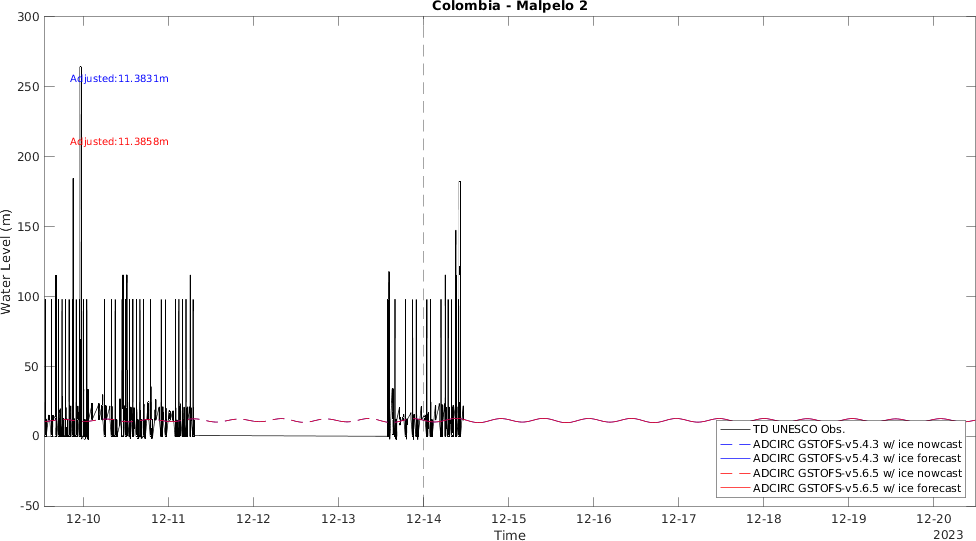 Colombia - Malpelo 2
300
250
200
150
100
50
0
-50
Water Level (m)
Adjusted:11.3831m
Adjusted:11.3858m
TD UNESCO Obs.
ADCIRC GSTOFS-v5.4.3 w/ ice nowcast
ADCIRC GSTOFS-v5.4.3 w/ ice forecast
ADCIRC GSTOFS-v5.6.5 w/ ice nowcast
ADCIRC GSTOFS-v5.6.5 w/ ice forecast
12-10 12-11 12-12 12-13 12-14 12-15 12-16 12-17 12-18 12-19 12-20
Time
2023